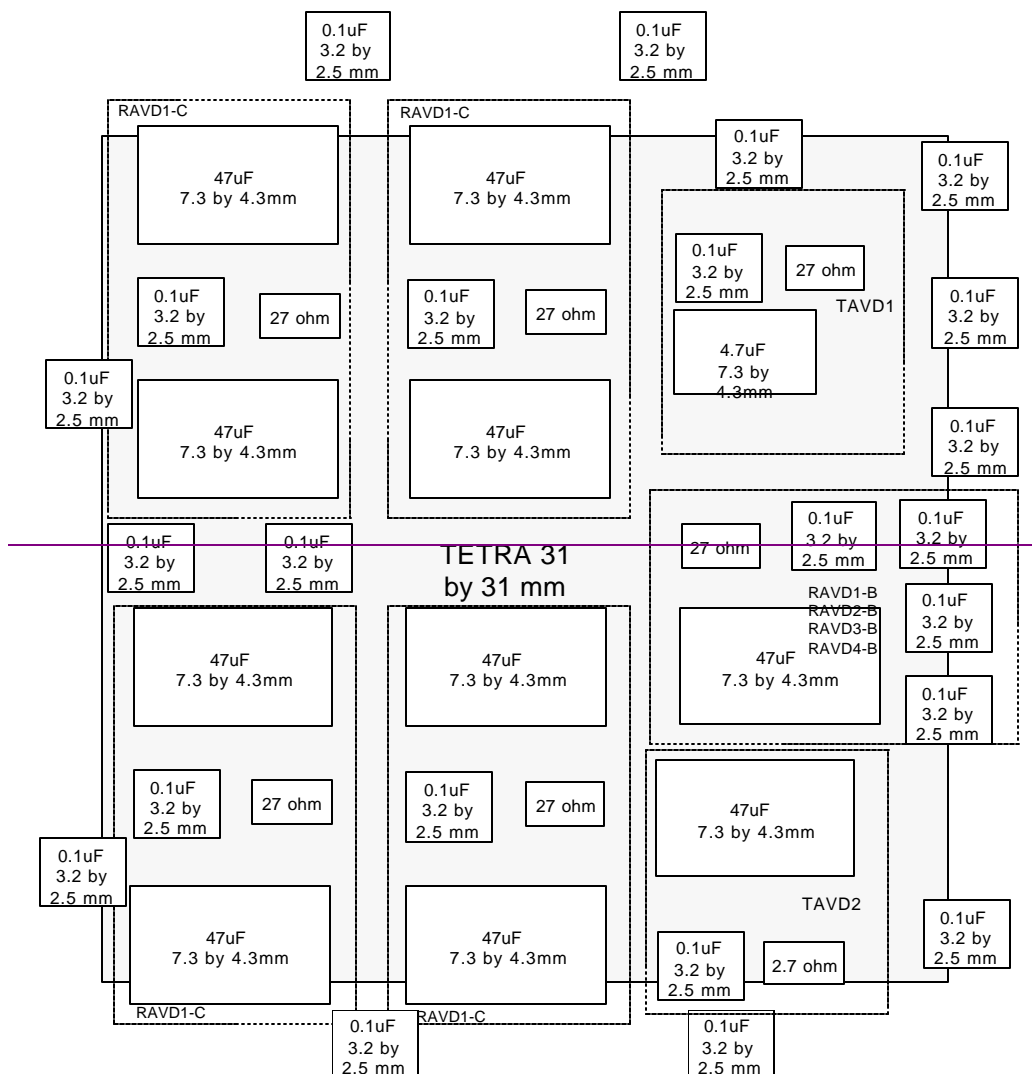 0.1uF
3.2 by
2.5 mm
0.1uF
3.2 by
2.5 mm
RAVD1-C
RAVD1-C
47uF
7.3 by 4.3mm
47uF
7.3 by 4.3mm
0.1uF
3.2 by
2.5 mm
0.1uF
3.2 by
2.5 mm
0.1uF
3.2 by
2.5 mm
27 ohm
TAVD1
0.1uF
3.2 by
2.5 mm
27 ohm
0.1uF
3.2 by
2.5 mm
27 ohm
0.1uF
3.2 by
2.5 mm
4.7uF
7.3 by
4.3mm
0.1uF
3.2 by
2.5 mm
47uF
7.3 by 4.3mm
47uF
7.3 by 4.3mm
0.1uF
3.2 by
2.5 mm
0.1uF
3.2 by
2.5 mm
0.1uF
3.2 by
2.5 mm
TETRA 31
by 31 mm
27 ohm
0.1uF
3.2 by
2.5 mm
0.1uF
3.2 by
2.5 mm
RAVD1-B
RAVD2-B
RAVD3-B
RAVD4-B
0.1uF
3.2 by
2.5 mm
47uF
7.3 by 4.3mm
47uF
7.3 by 4.3mm
47uF
7.3 by 4.3mm
0.1uF
3.2 by
2.5 mm
0.1uF
3.2 by
2.5 mm
27 ohm
0.1uF
3.2 by
2.5 mm
27 ohm
47uF
7.3 by 4.3mm
0.1uF
3.2 by
2.5 mm
TAVD2
47uF
7.3 by 4.3mm
47uF
7.3 by 4.3mm
0.1uF
3.2 by
2.5 mm
2.7 ohm
0.1uF
3.2 by
2.5 mm
RAVD1-C
RAVD1-C
0.1uF
3.2 by
2.5 mm
0.1uF
3.2 by
2.5 mm